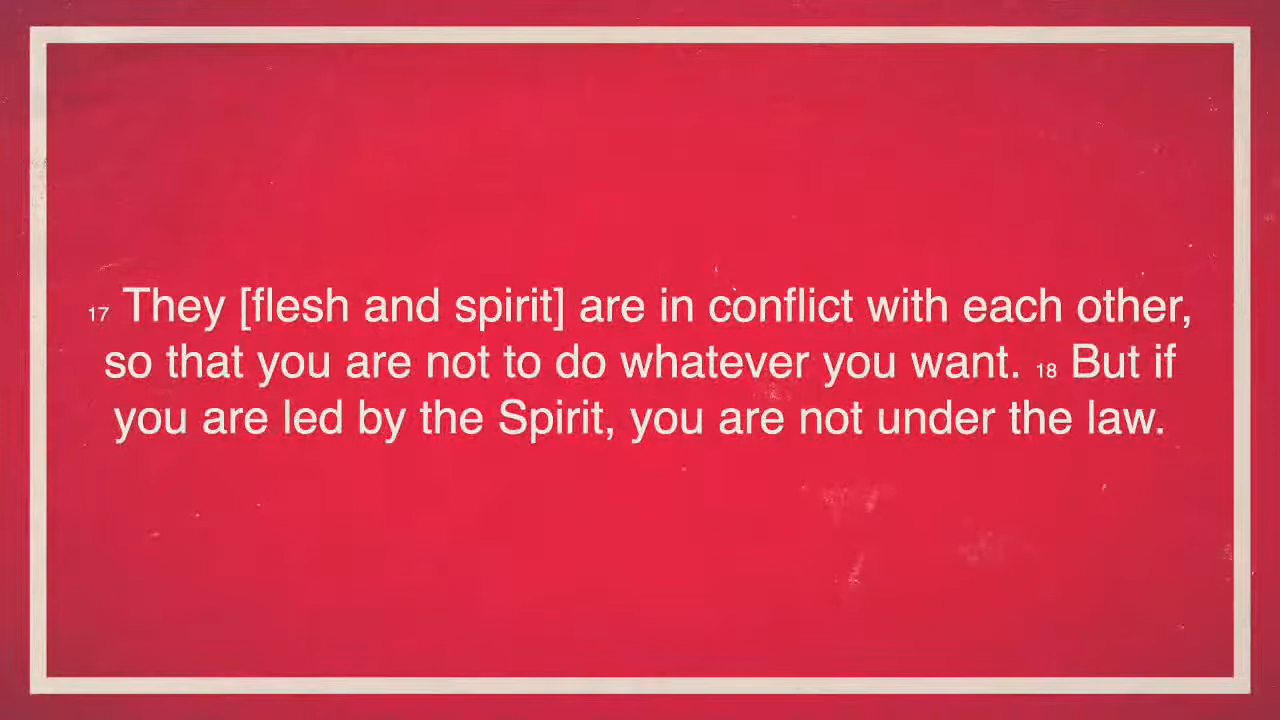 17 They [flesh and spirit] are in conflict with each other,
so that you are not to do whatever you want. 18 But if
you are led by the Spirit, you are not under the law.